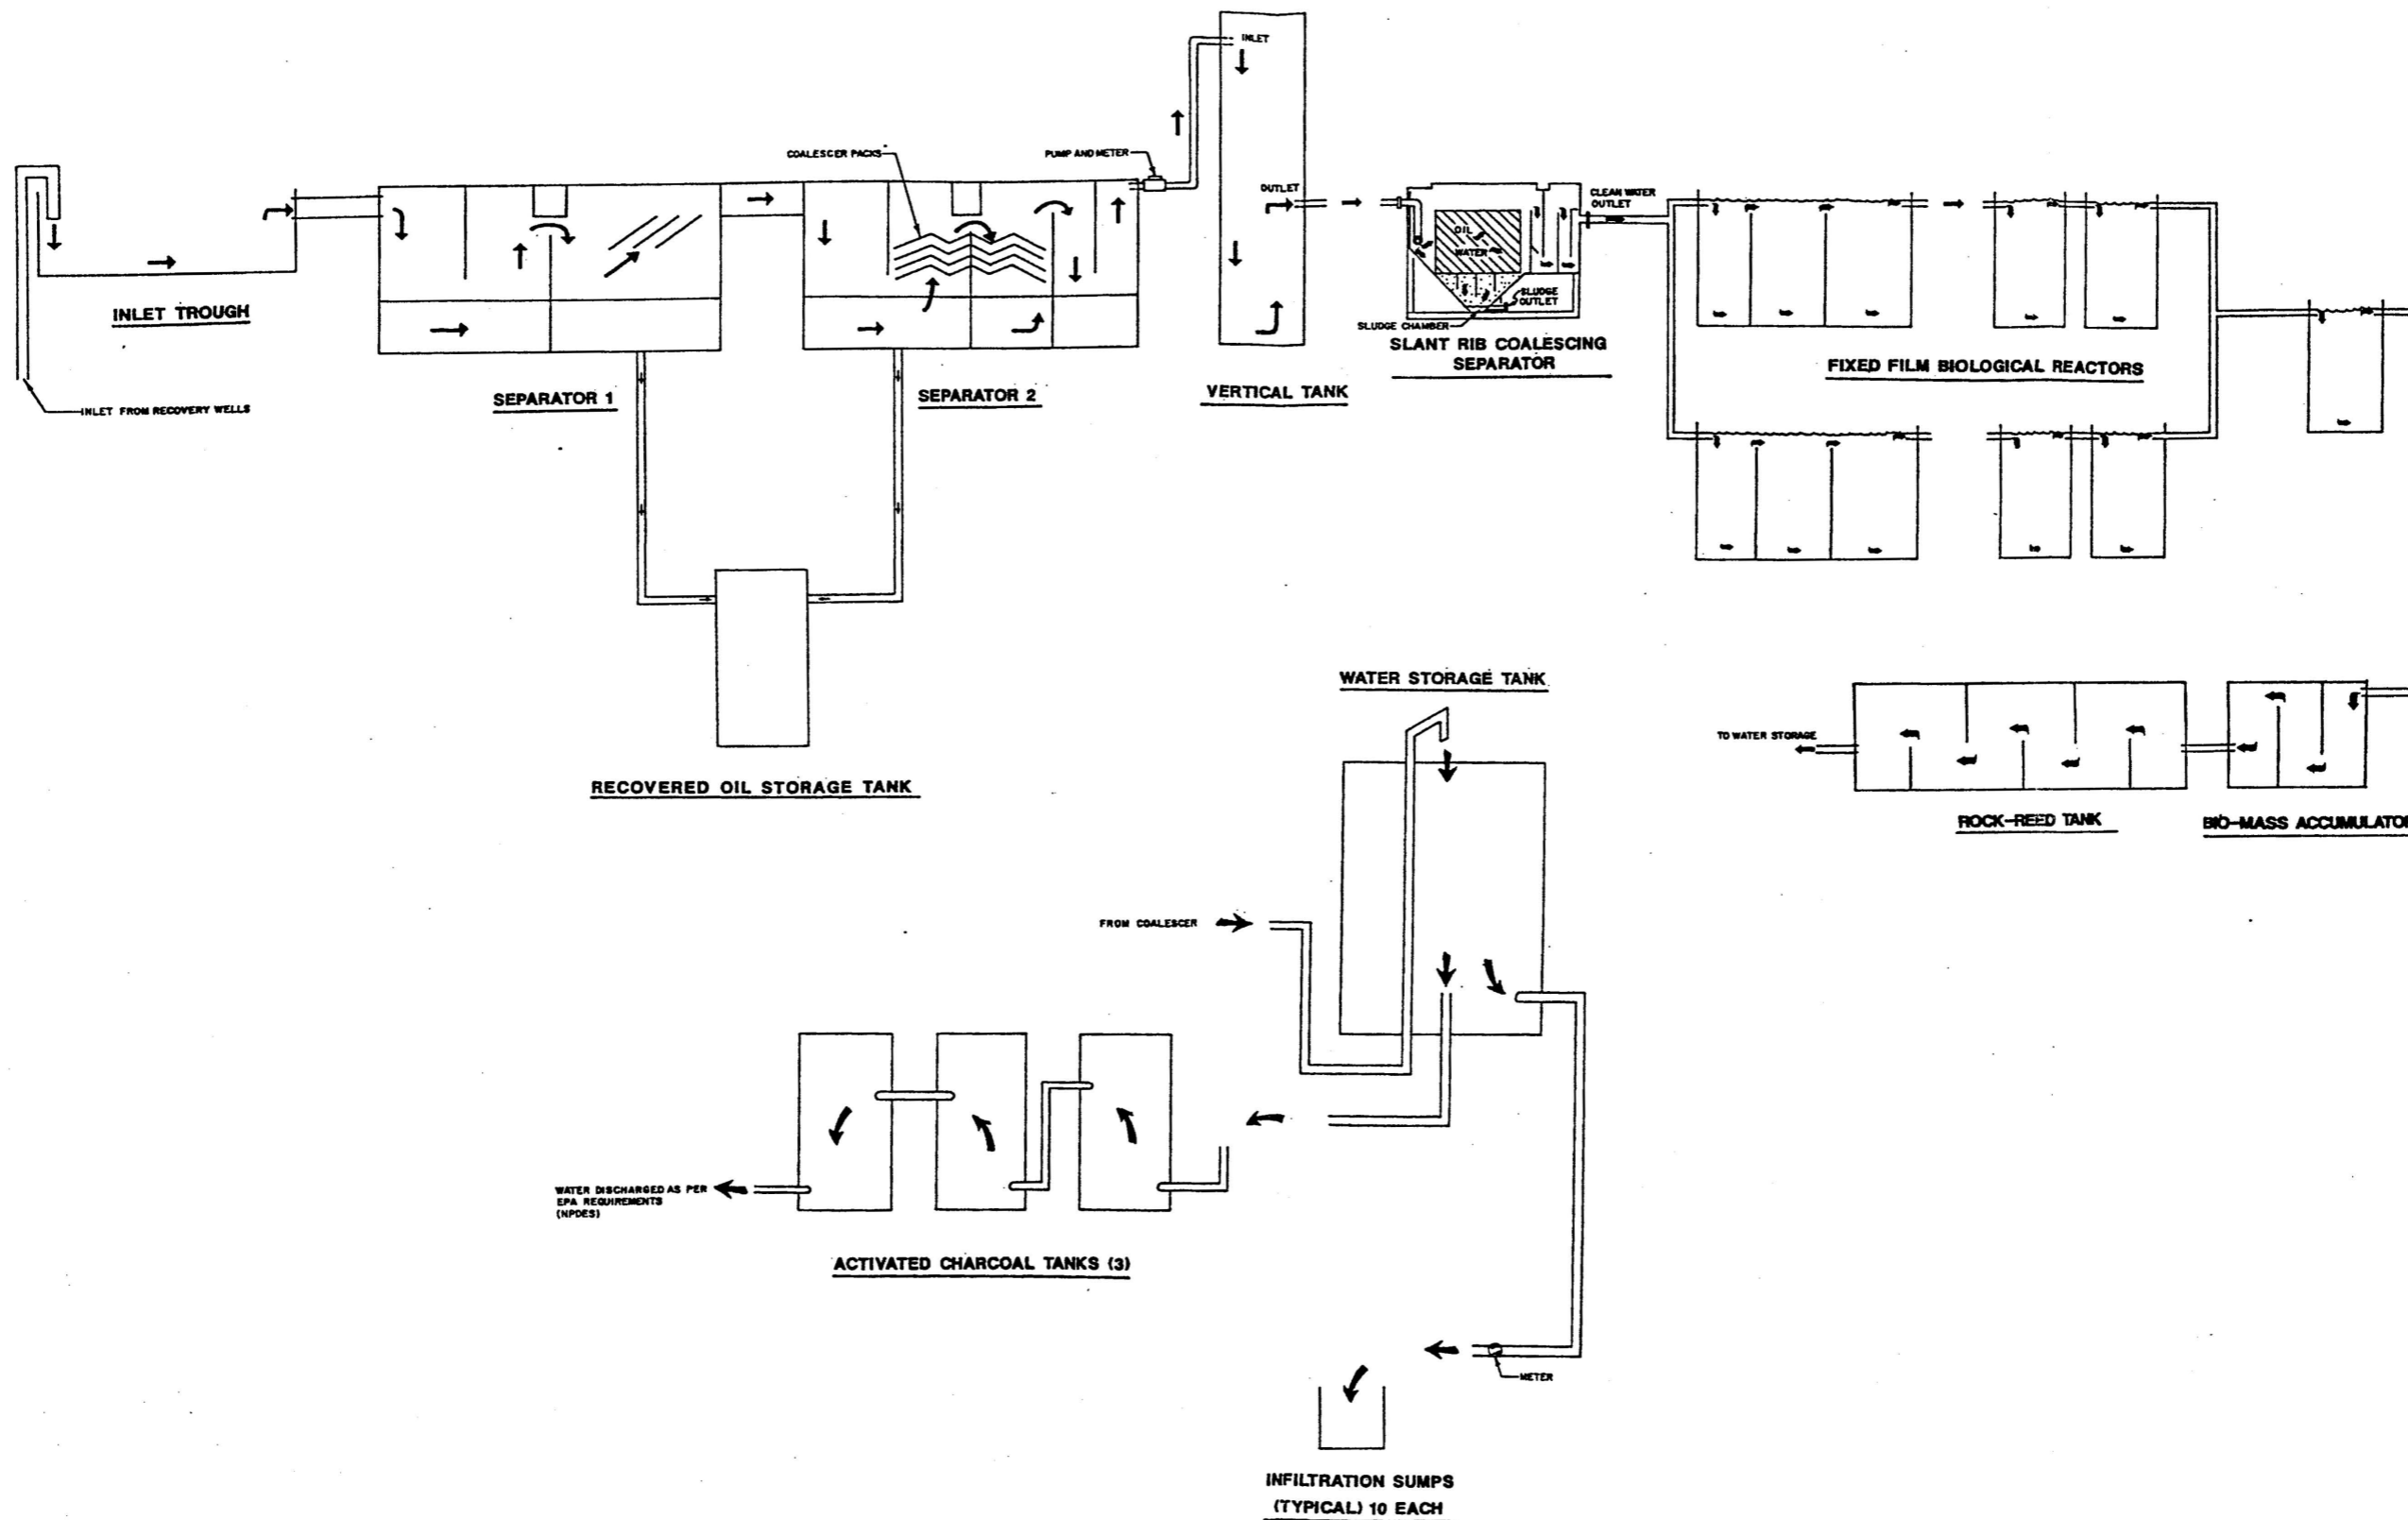 INLET
COALESCER PACKS
PUMP AND METER
OUTLET
CLEAN WATER
OUTLET
OIL
WATER
SLUDGE
OUTLET
SLUDGE CHAMBER
INLET TROUGH
SLANT RIB COALESCING
SEPARATOR
FIXED FILM BIOLOGICAL REACTORS
SEPARATOR 1
SEPARATOR 2
VERTICAL TANK
INLET FROM RECOVERY WELLS
WATER STORAGE TANK
TO WATER STORAGE
RECOVERED OIL STORAGE TANK
ROCK-REED TANK
BIO-MASS ACCUMULATOR
FROM COALESCER
WATER DISCHARGED AS PER
EPA REQUIREMENTS
(NPDES)
ACTIVATED CHARCOAL TANKS (3)
METER
INFILTRATION SUMPS
(TYPICAL) 10 EACH